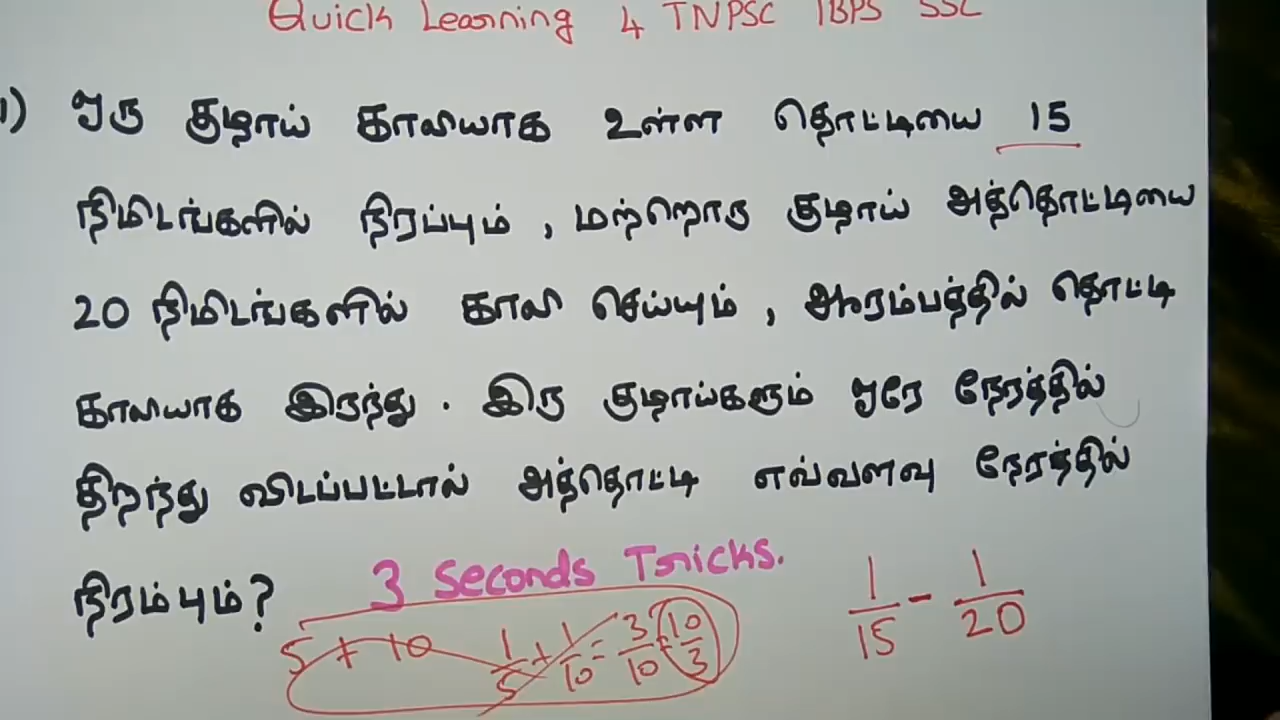 Quick Learning 4 TNPSC IBPS SSC
1) ஒரு குழாய் காலியாக உள்ள தொட்டியை 15
நிமிடங்களில் நிரப்பும் , மற்றொரு குழாய் அத்தொட்டியை
20 நிமிடங்களில் காலி செய்யும் , ஆரம்பத்தில் தொட்டி
காலியாக இருந்து . இரு குழாய்களும் ஒரே நேரத்தில்
திறந்து விடப்பட்டால் அத்தொட்டி எவ்வளவு நேரத்தில்
நிரம்பும்?
3 Seconds Tricks.
5 + 10 1/5 + 1/10 = 3/10 = 10/3
1/15 - 1/20